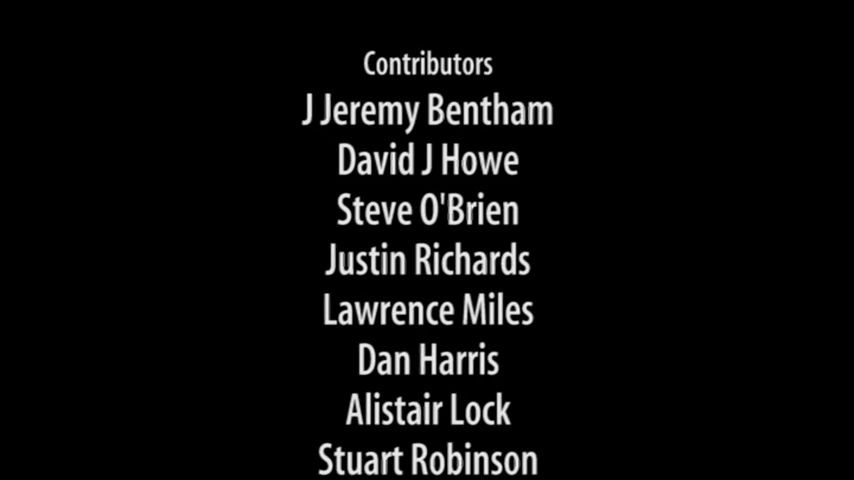 Contributors
J Jeremy Bentham
David J Howe
Steve O'Brien
Justin Richards
Lawrence Miles
Dan Harris
Alistair Lock
Stuart Robinson